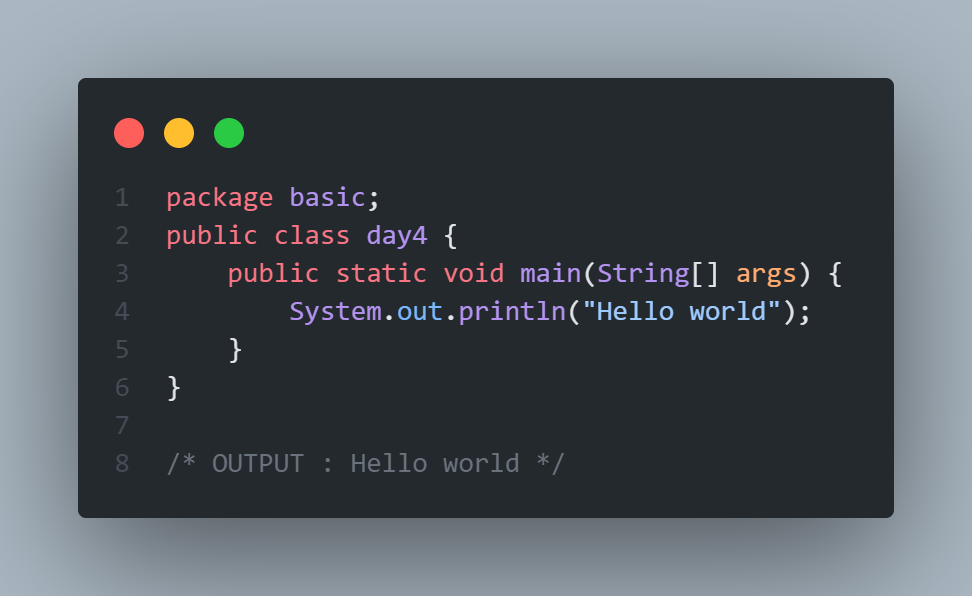 1 package basic;
2 public class day4 {
3     public static void main(String[] args) {
4         System.out.println("Hello world");
5     }
6 }
7
8 /* OUTPUT : Hello world */